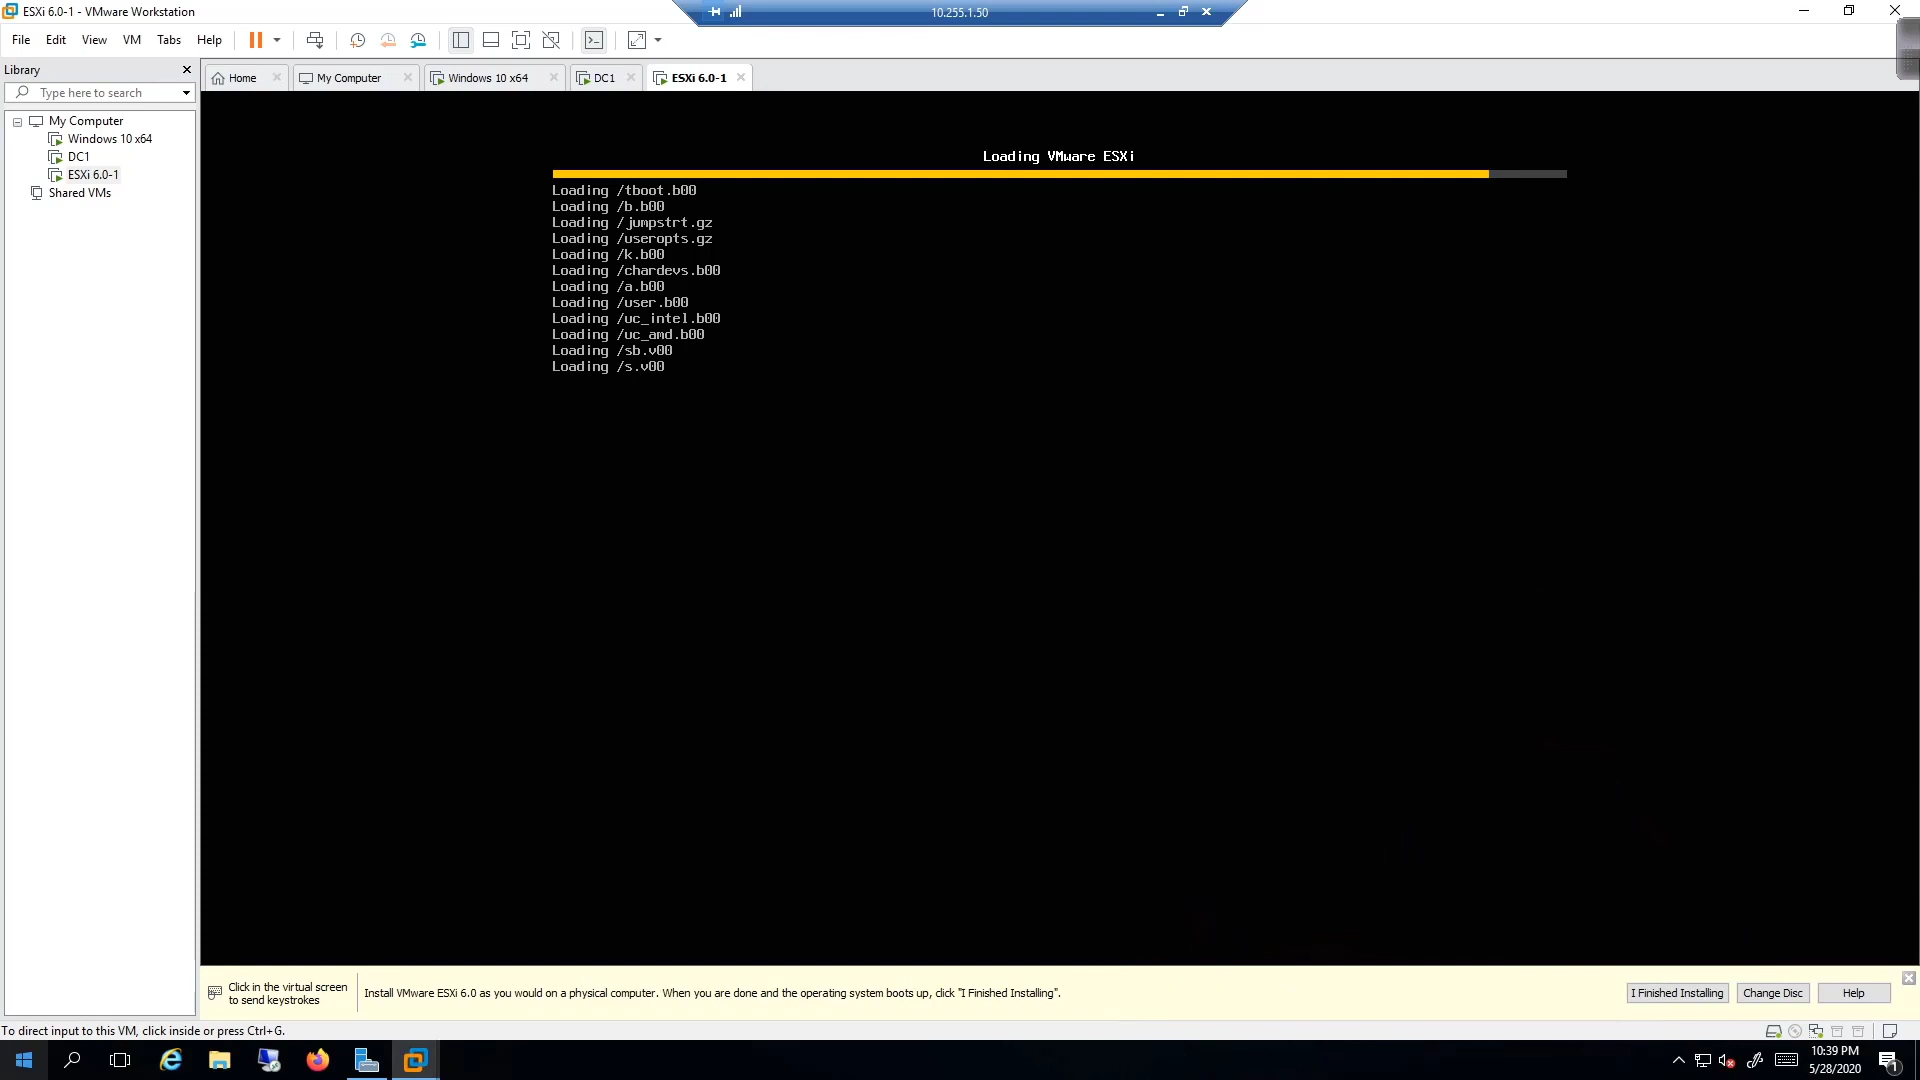 ESXi 6.0-1 - VMware Workstation
10.255.1.50
File Edit View VM Tabs Help
Library
Type here to search
My Computer
Windows 10 x64
DC1
ESXi 6.0-1
Shared VMs
Home My Computer Windows 10 x64 DC1 ESXi 6.0-1
Loading VMware ESXi
Loading /tboot.b00
Loading /b.b00
Loading /jumpstrt.gz
Loading /useropts.gz
Loading /k.b00
Loading /chardevs.b00
Loading /a.b00
Loading /user.b00
Loading /uc_intel.b00
Loading /uc_amd.b00
Loading /sb.v00
Loading /s.v00
Click in the virtual screen
to send keystrokes
Install VMware ESXi 6.0 as you would on a physical computer. When you are done and the operating system boots up, click "I Finished Installing".
I Finished Installing Change Disc Help
To direct input to this VM, click inside or press Ctrl+G.
10:39 PM
5/28/2020
1